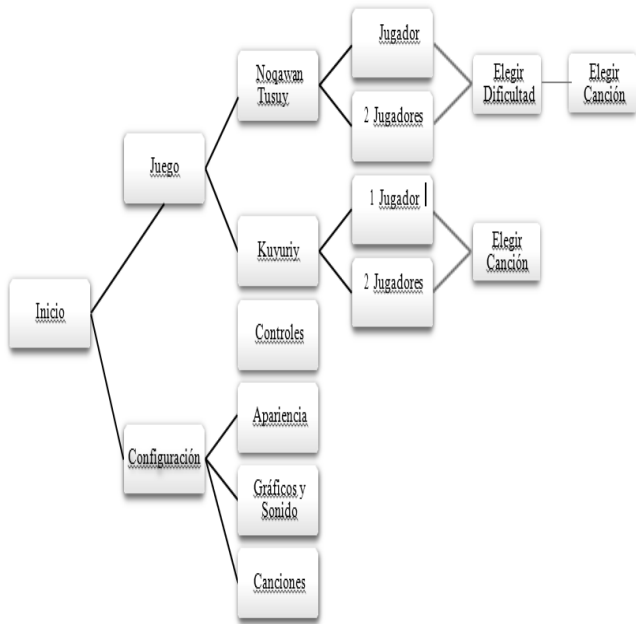 Jugador
Noqawan
Tusuy
Elegir
Dificultad
Elegir
Canción
2 Jugadores
Juego
1 Jugador
Kuyuriy
Elegir
Canción
2 Jugadores
Inicio
Controles
Apariencia
Configuración
Gráficos y
Sonido
Canciones